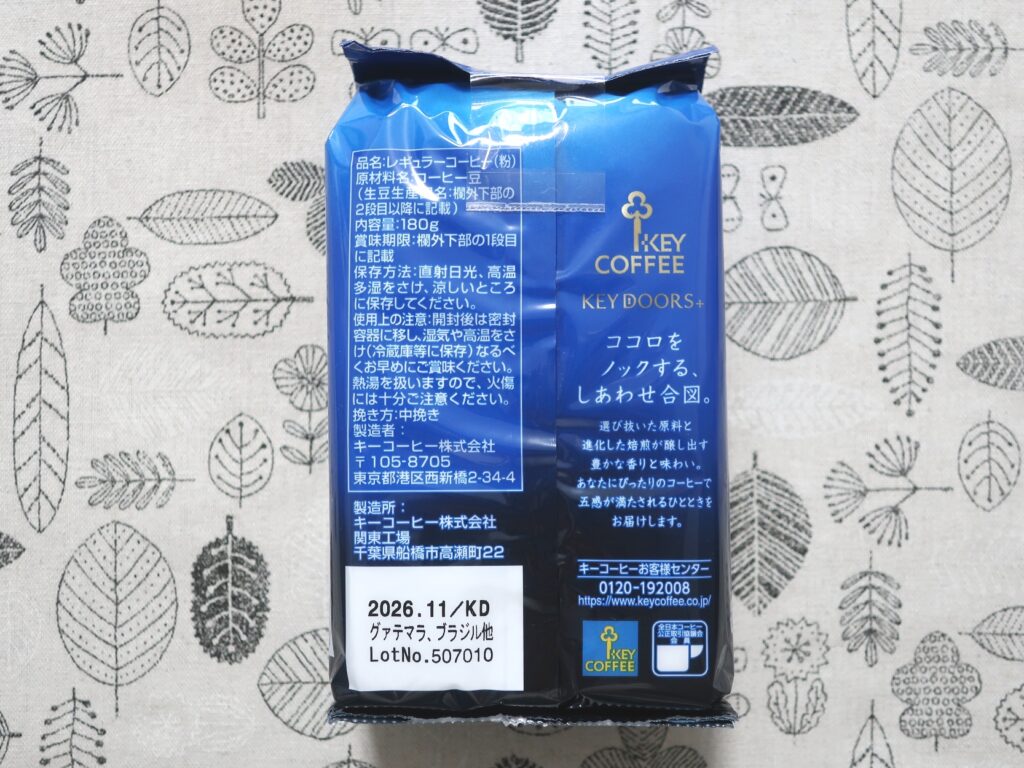 品名:レギュラーコーヒー(粉)
原材料名:コーヒー豆
(生豆生産国名:欄外下部の
2段目以降に記載)
内容量:180g
賞味期限:欄外下部の1段目
に記載
保存方法:直射日光、高温
多湿をさけ、涼しいところ
に保存してください。
使用上の注意:開封後は密封
容器に移し、湿気や高温をさ
け(冷蔵庫等に保存)なるべ
くお早めにご賞味ください。
熱湯を扱いますので、火傷
には十分ご注意ください。
挽き方:中挽き
製造者:
キーコーヒー株式会社
〒105-8705
東京都港区西新橋2-34-4
製造所:
キーコーヒー株式会社
関東工場
千葉県船橋市高瀬町22
2026.11/KD
グァテマラ、ブラジル他
LotNo.507010
KEY
COFFEE
KEY DOORS+
ココロを
ノックする、
しあわせ合図。
選び抜いた原料と
進化した焙煎が醸し出す
豊かな香りと味わい。
あなたにぴったりのコーヒーで
五感が満たされるひとときを
お届けします。
キーコーヒーお客様センター
0120-192008
https://www.keycoffee.co.jp/
KEY
COFFEE
全日本コーヒー
公正取引協議会
会員